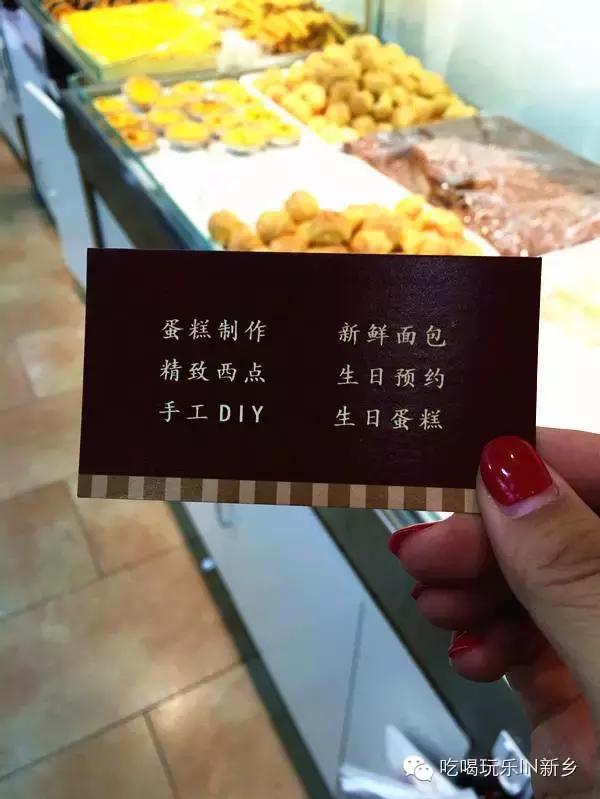 蛋糕制作
精致西点
手工DIY
新鲜面包
生日预约
生日蛋糕
吃喝玩乐IN新乡